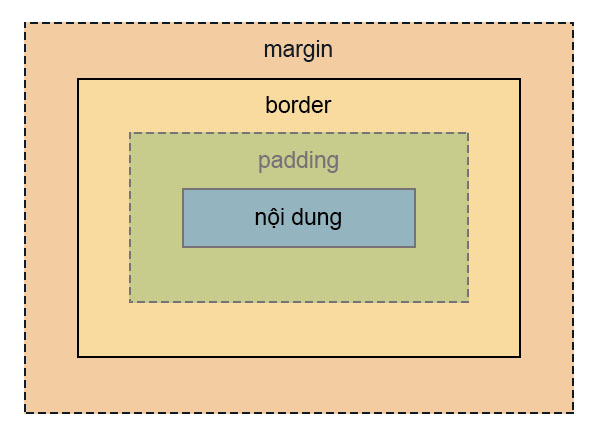 margin
border
padding
nội dung